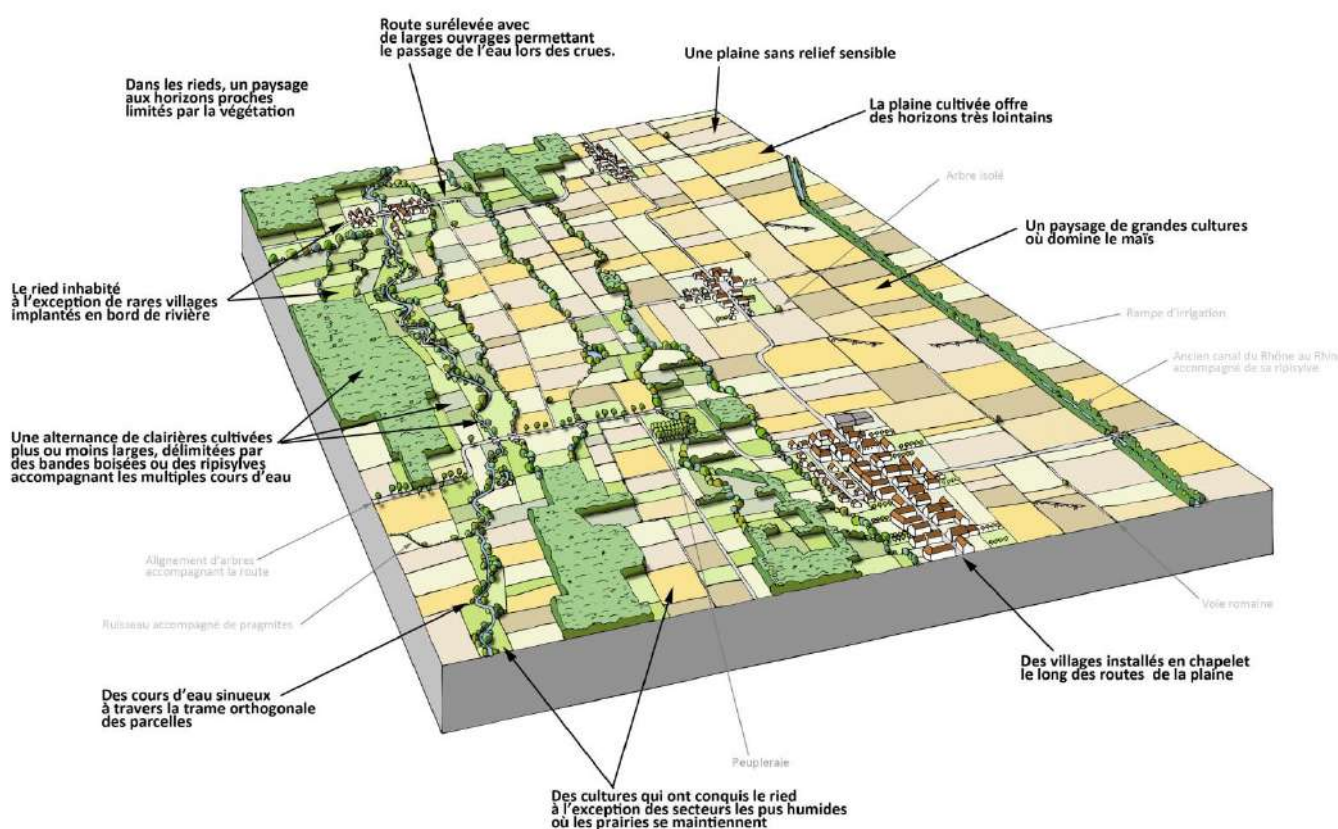 Route surélevée avec
de larges ouvrages permettant
le passage de l'eau lors des crues.
Une plaine sans relief sensible
Dans les rieds, un paysage
aux horizons proches
limités par la végétation
La plaine cultivée offre
des horizons très lointains
Arbre isolé
Un paysage de grandes cultures
où domine le maïs
Le ried inhabité
à l'exception de rares villages
implantés en bord de rivière
Rampe d'irrigation
Ancien canal du Rhône au Rhin
accompagné de sa ripisylve
Une alternance de clairières cultivées
plus ou moins larges, délimitées par
des bandes boisées ou des ripisylves
accompagnant les multiples cours d'eau
Alignement d'arbres
accompagnant la route
Ruisseau accompagné de pragmites
Voie romaine
Des villages installés en chapelet
le long des routes de la plaine
Des cours d'eau sinueux
à travers la trame orthogonale
des parcelles
Peupleraie
Des cultures qui ont conquis le ried
à l'exception des secteurs les pus humides
où les prairies se maintiennent